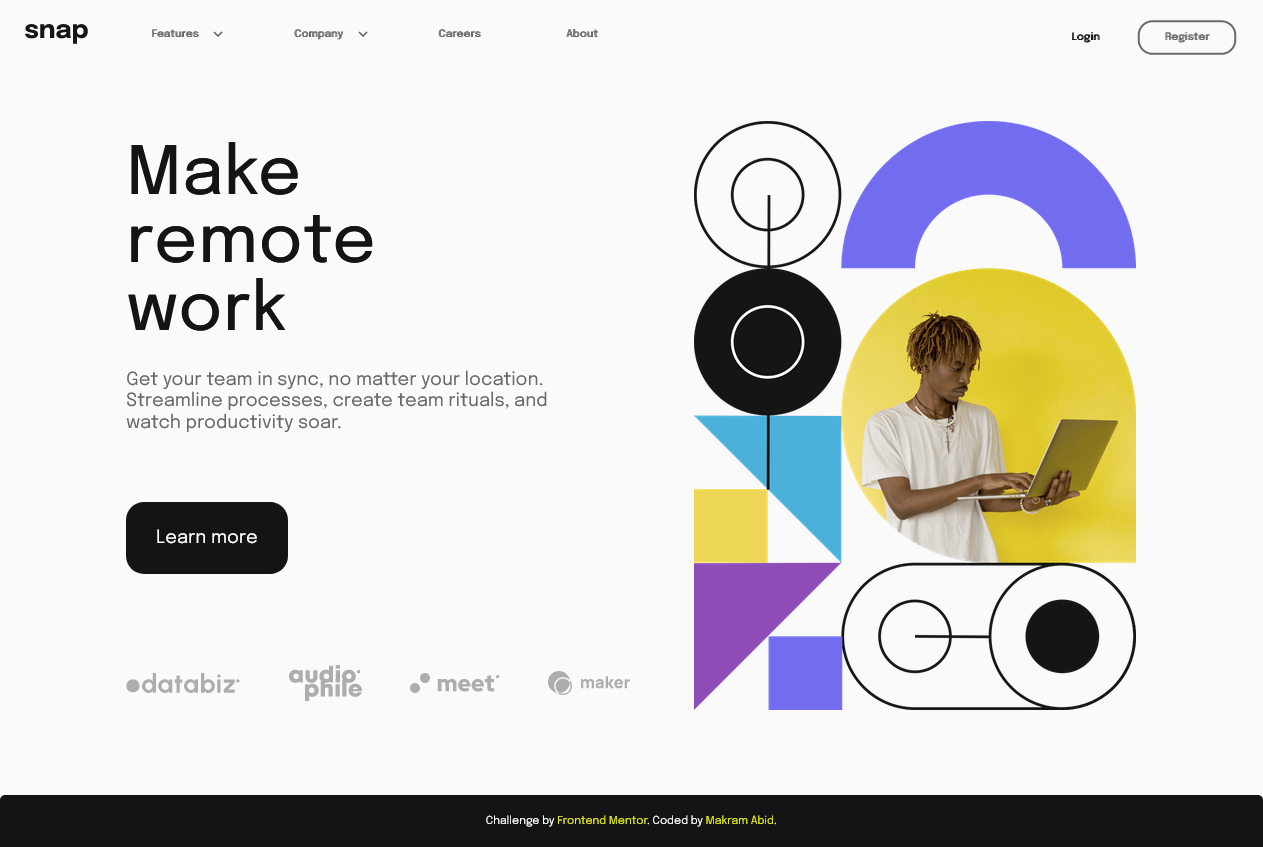 snap
Features
Company
Careers
About
Login
Register
Make
remote
work
Get your team in sync, no matter your location.
Streamline processes, create team rituals, and
watch productivity soar.
Learn more
databiz
audio
phile
meet
maker
Challenge by Frontend Mentor. Coded by Makram Abid.